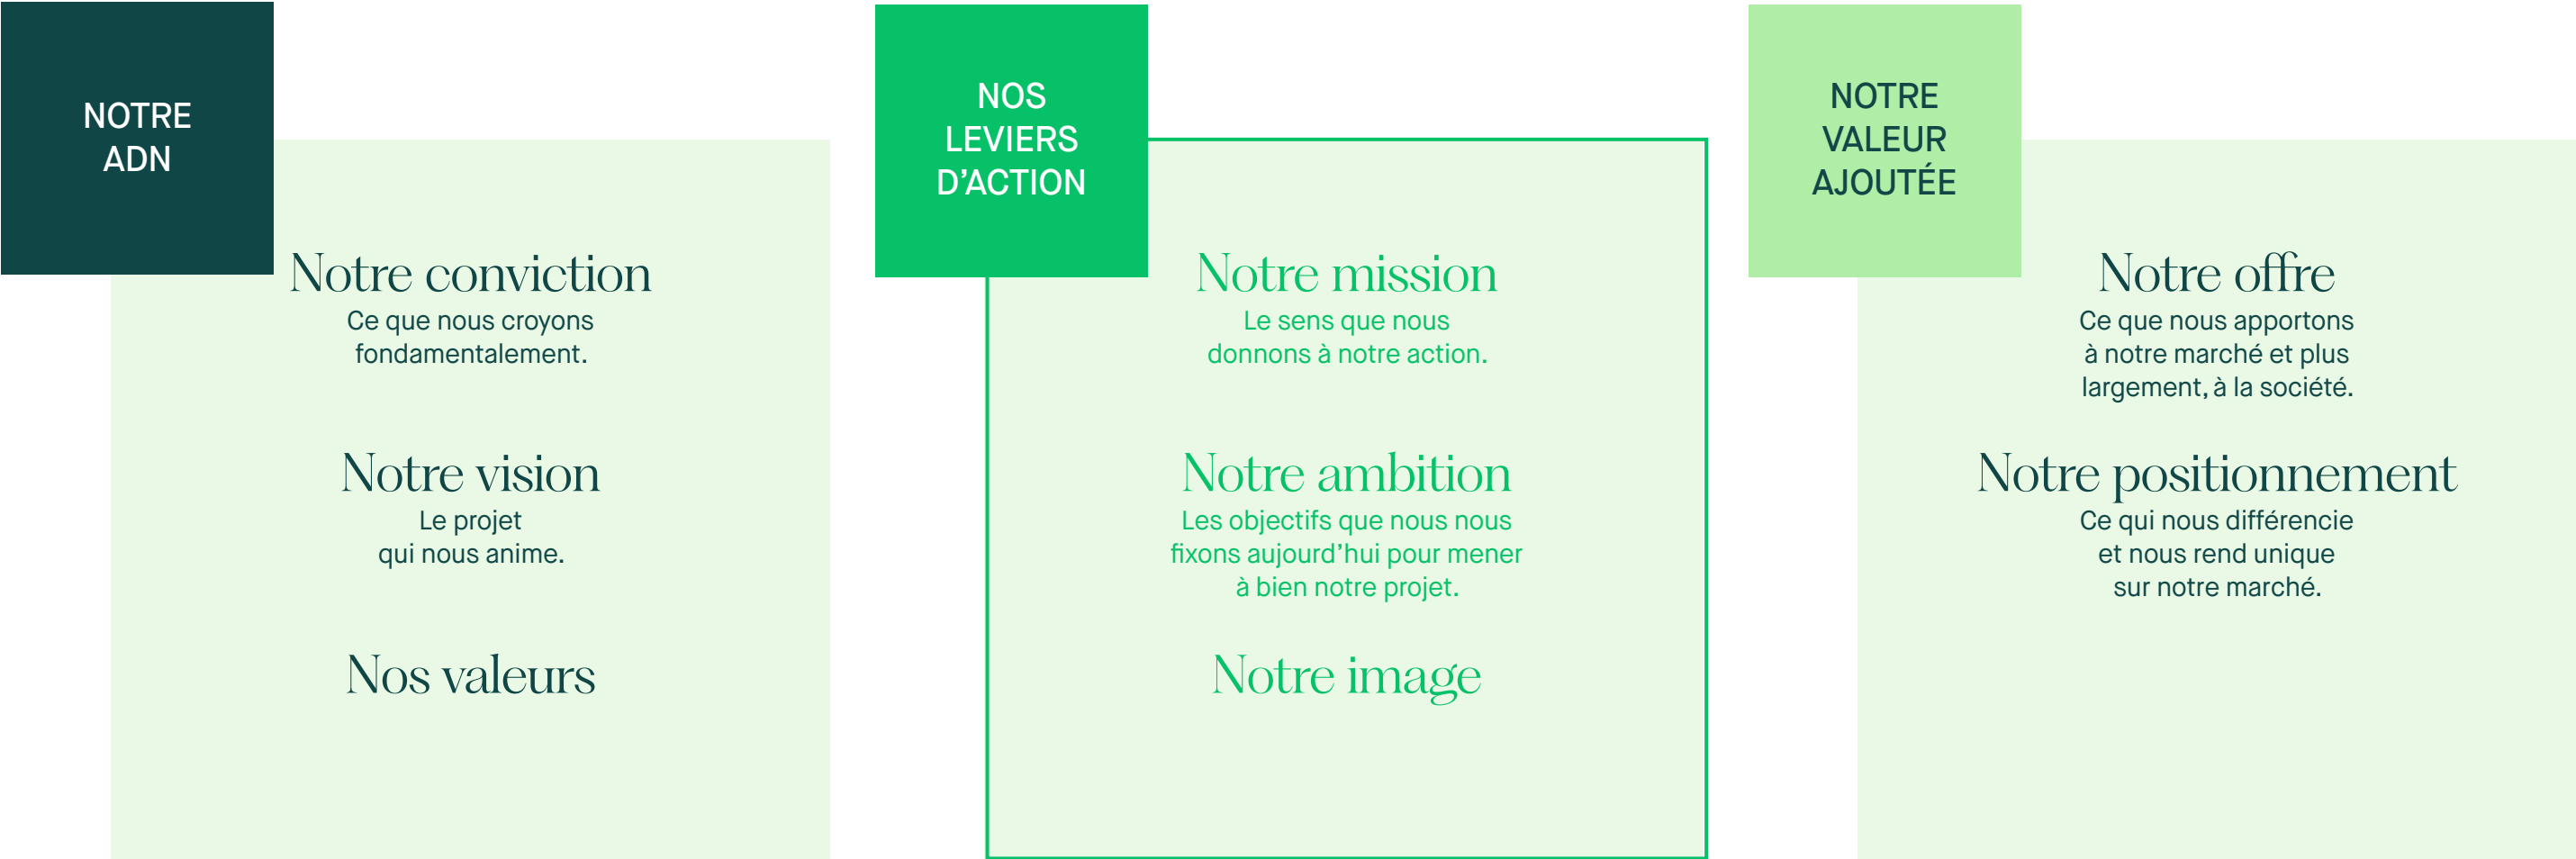 NOTRE
ADN
Notre conviction
Ce que nous croyons
fondamentalement.
Notre vision
Le projet
qui nous anime.
Nos valeurs
NOS
LEVIERS
D’ACTION
Notre mission
Le sens que nous
donnons à notre action.
Notre ambition
Les objectifs que nous nous
fixons aujourd’hui pour mener
à bien notre projet.
Notre image
NOTRE
VALEUR
AJOUTÉE
Notre offre
Ce que nous apportons
à notre marché et plus
largement, à la société.
Notre positionnement
Ce qui nous différencie
et nous rend unique
sur notre marché.